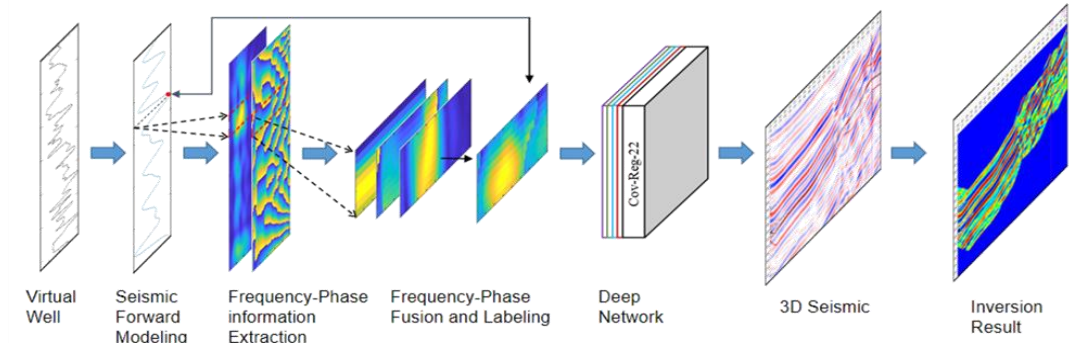 Cov-Reg-22
Virtual
Well
Seismic
Forward
Modeling
Frequency-Phase
information
Extraction
Frequency-Phase
Fusion and Labeling
Deep
Network
3D Seismic
Inversion
Result